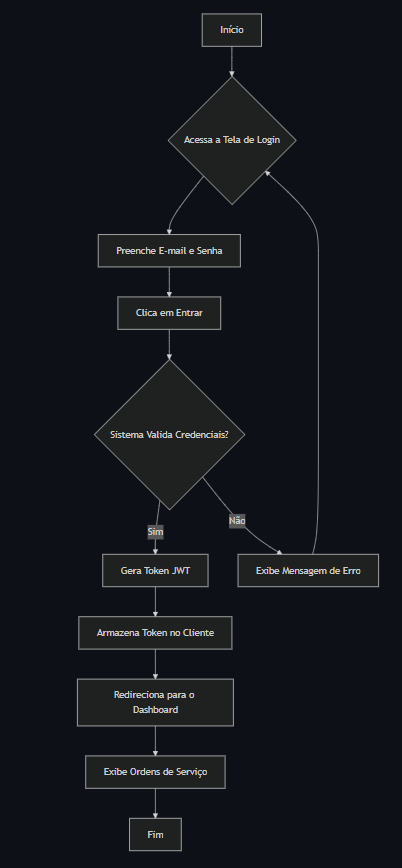 Início
Acessa a Tela de Login
Preenche E-mail e Senha
Clica em Entrar
Sistema Valida Credenciais?
Sim
Não
Gera Token JWT
Exibe Mensagem de Erro
Armazena Token no Cliente
Redireciona para o
Dashboard
Exibe Ordens de Serviço
Fim